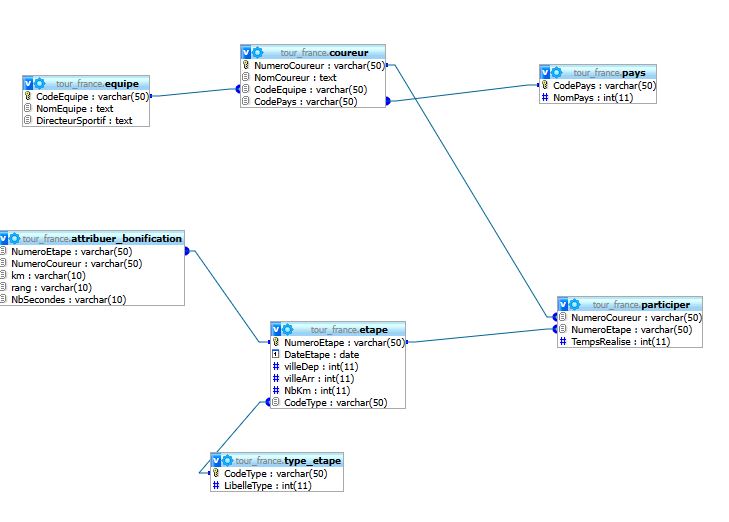 tour_france.equipe
CodeEquipe : varchar(50)
NomEquipe : text
DirecteurSportif : text
tour_france.coureur
NumeroCoureur : varchar(50)
NomCoureur : text
CodeEquipe : varchar(50)
CodePays : varchar(50)
tour_france.pays
CodePays : varchar(50)
# NomPays : int(11)
tour_france.attribuer_bonification
NumeroEtape : varchar(50)
NumeroCoureur : varchar(50)
km : varchar(10)
rang : varchar(10)
NbSecondes : varchar(10)
tour_france.etape
NumeroEtape : varchar(50)
DateEtape : date
# villeDep : int(11)
# villeArr : int(11)
# NbKm : int(11)
CodeType : varchar(50)
tour_france.participer
NumeroCoureur : varchar(50)
NumeroEtape : varchar(50)
# TempsRealise : int(11)
tour_france.type_etape
CodeType : varchar(50)
# LibelleType : int(11)